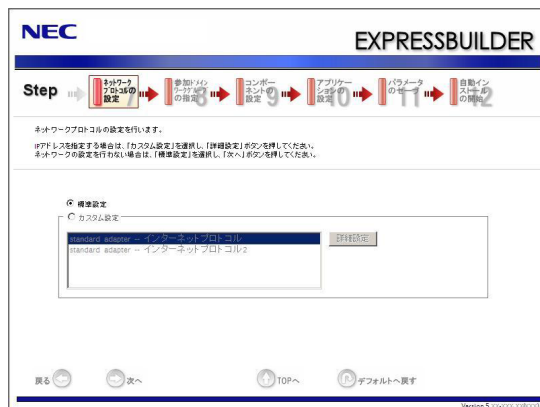 NEC
EXPRESSBUILDER
Step
ネットワーク
プロトコルの
設定
7
参加ドメイン
ワークグループ
の指定
8
コンポー
ネントの
設定
9
アプリケー
ションの
設定
10
パラメータ
のセーブ
11
自動イン
ストール
の開始
12
ネットワークプロトコルの設定を行います。
IPアドレスを指定する場合は、「カスタム設定」を選択し、「詳細設定」ボタンを押してください。
ネットワークの設定を行わない場合は、「標準設定」を選択し、「次へ」ボタンを押してください。
標準設定
カスタム設定
standard adapter -- インターネットプロトコル
standard adapter -- インターネットプロトコル2
詳細設定
戻る
次へ
TOPへ
デフォルトへ戻す
Version 5